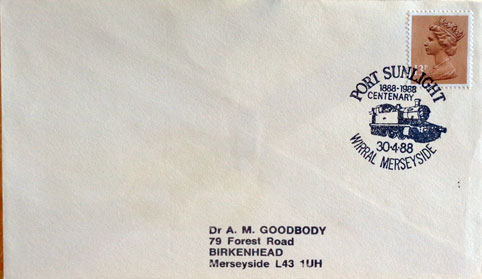 PORT SUNLIGHT
1888-1988
CENTENARY
30·4·88
WIRRAL MERSEYSIDE
Dr A. M. GOODBODY
79 Forest Road
BIRKENHEAD
Merseyside L43 1UH